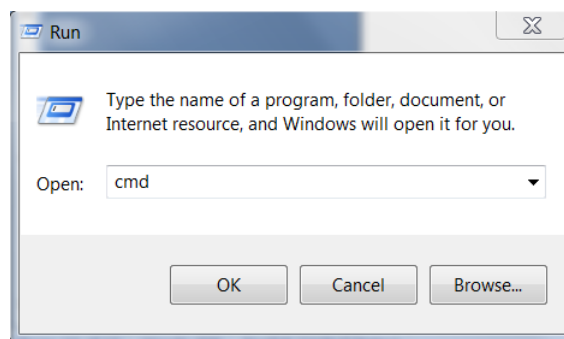 Run
Type the name of a program, folder, document, or
Internet resource, and Windows will open it for you.
Open: cmd
OK Cancel Browse...